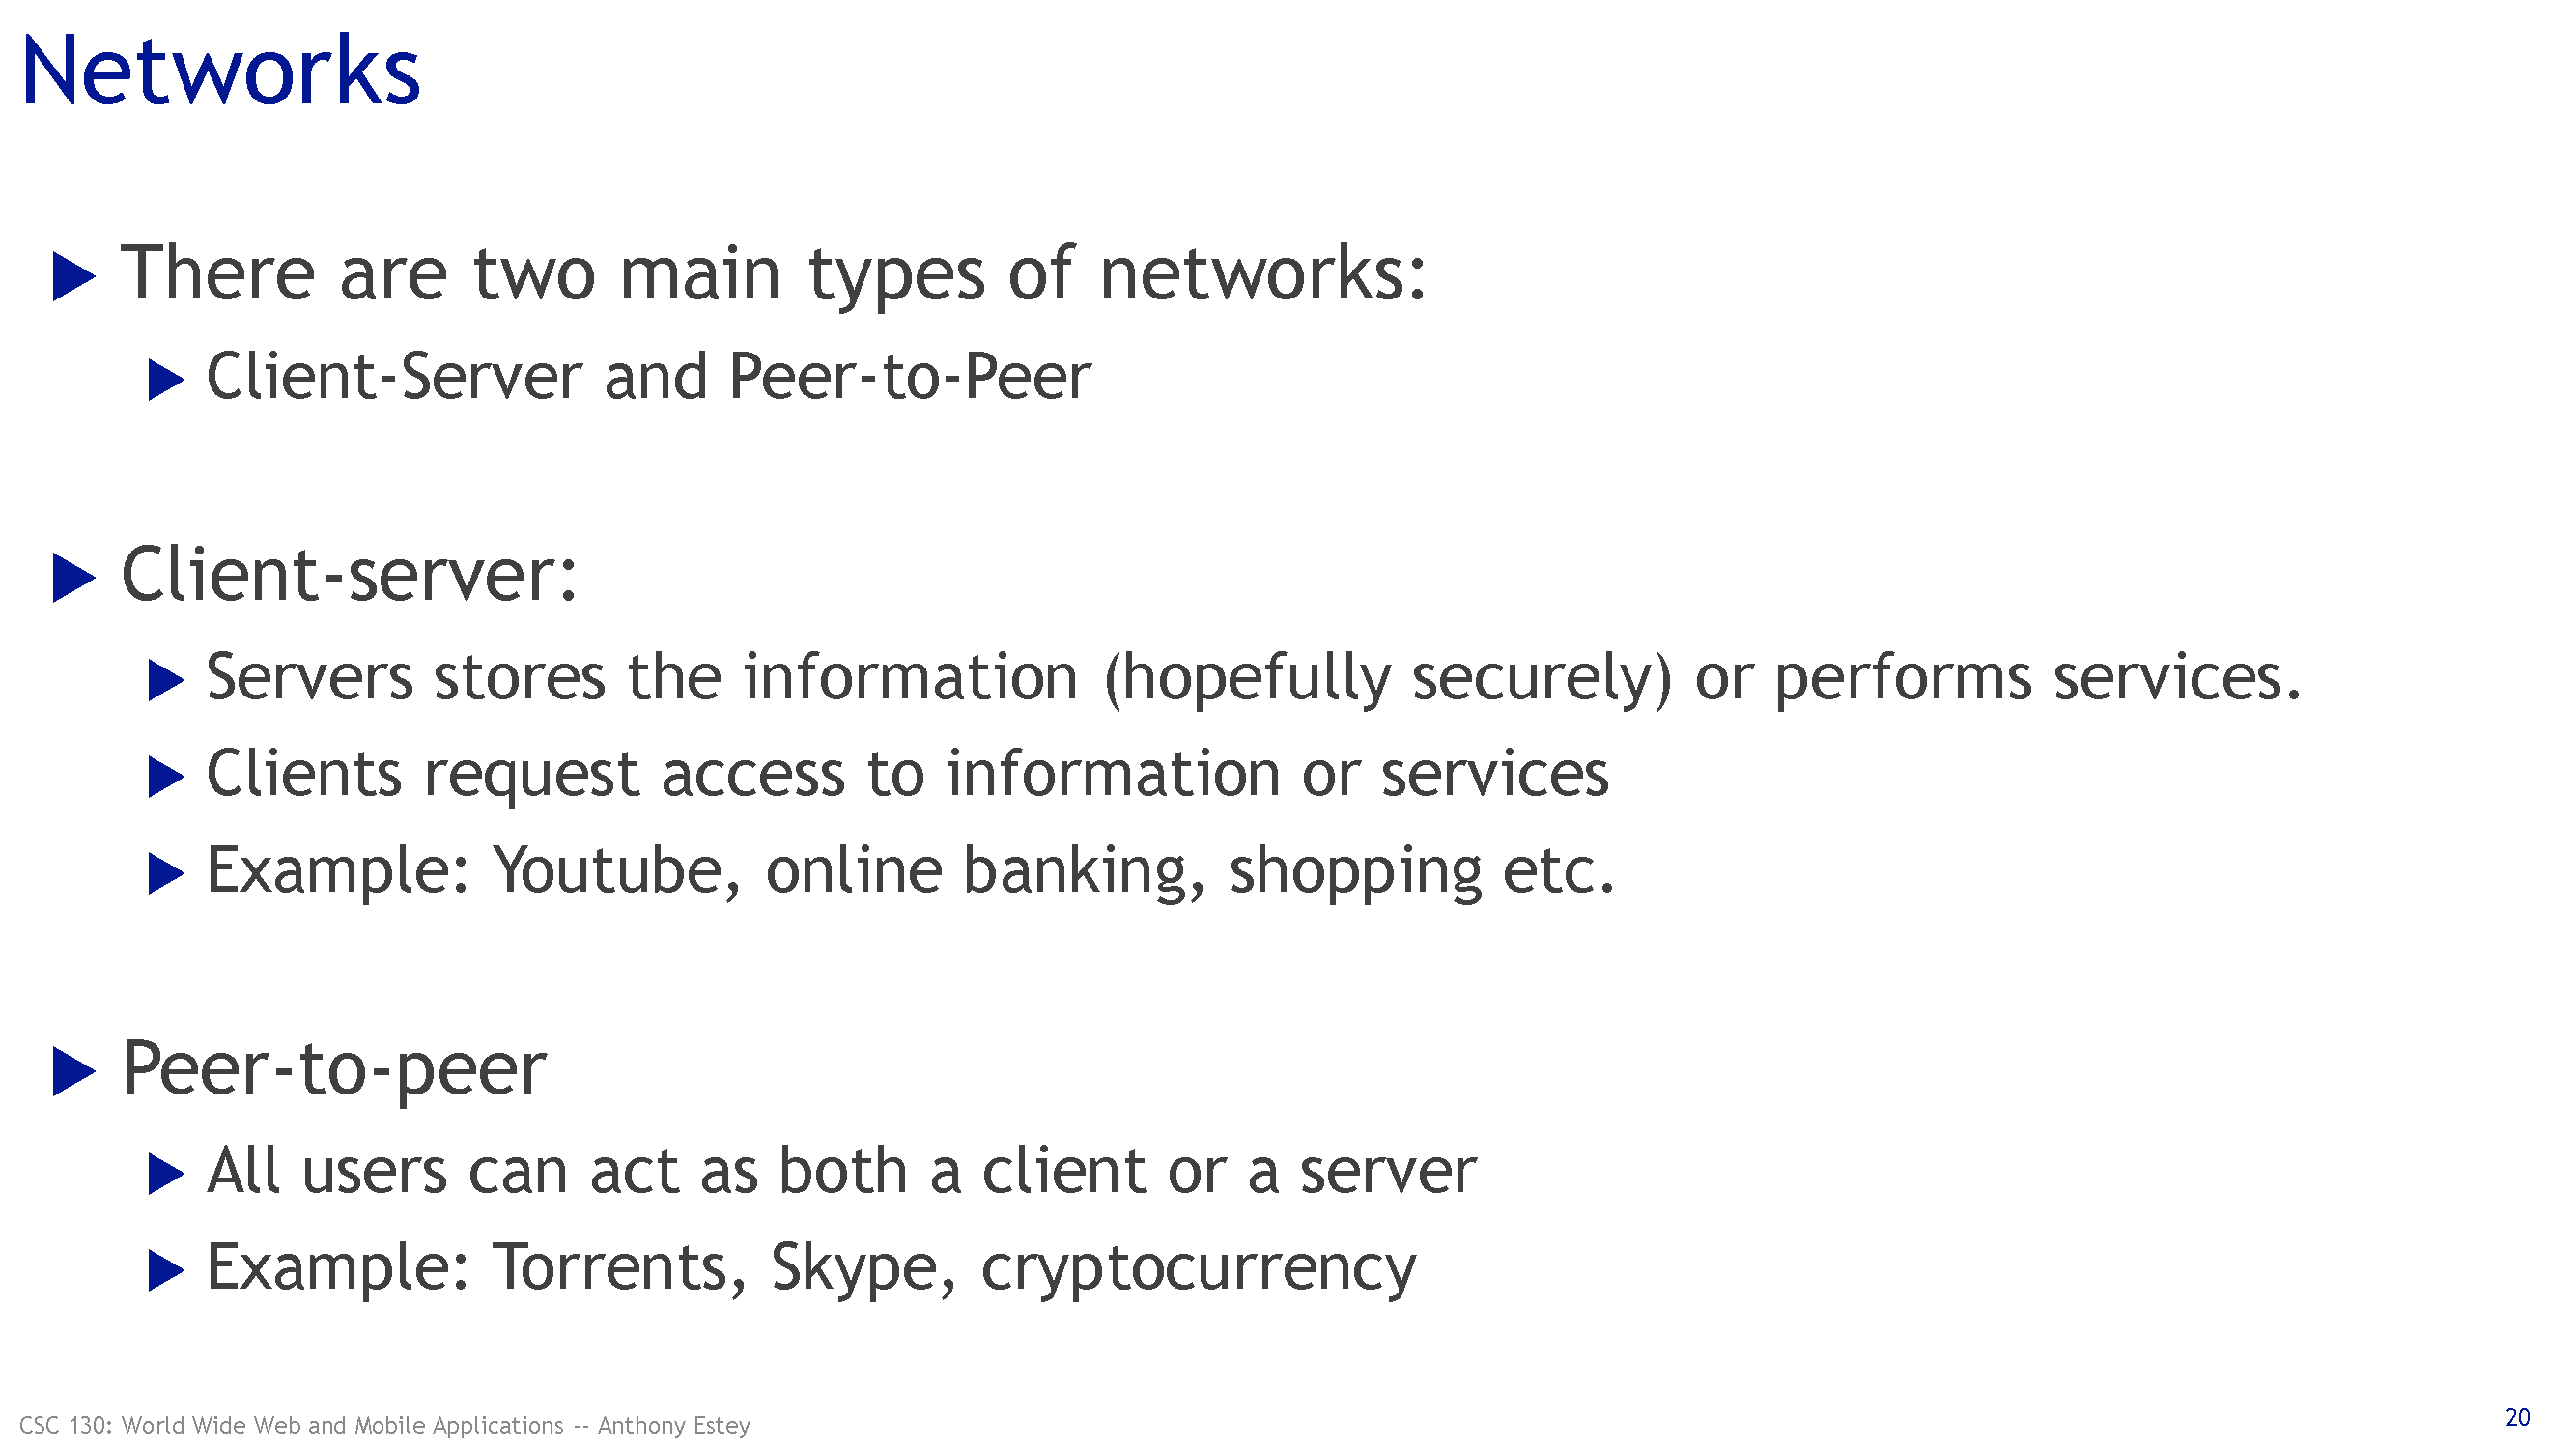 Networks
There are two main types of networks:
Client-Server and Peer-to-Peer
Client-server:
Servers stores the information (hopefully securely) or performs services.
Clients request access to information or services
Example: Youtube, online banking, shopping etc.
Peer-to-peer
All users can act as both a client or a server
Example: Torrents, Skype, cryptocurrency
CSC 130: World Wide Web and Mobile Applications -- Anthony Estey
20